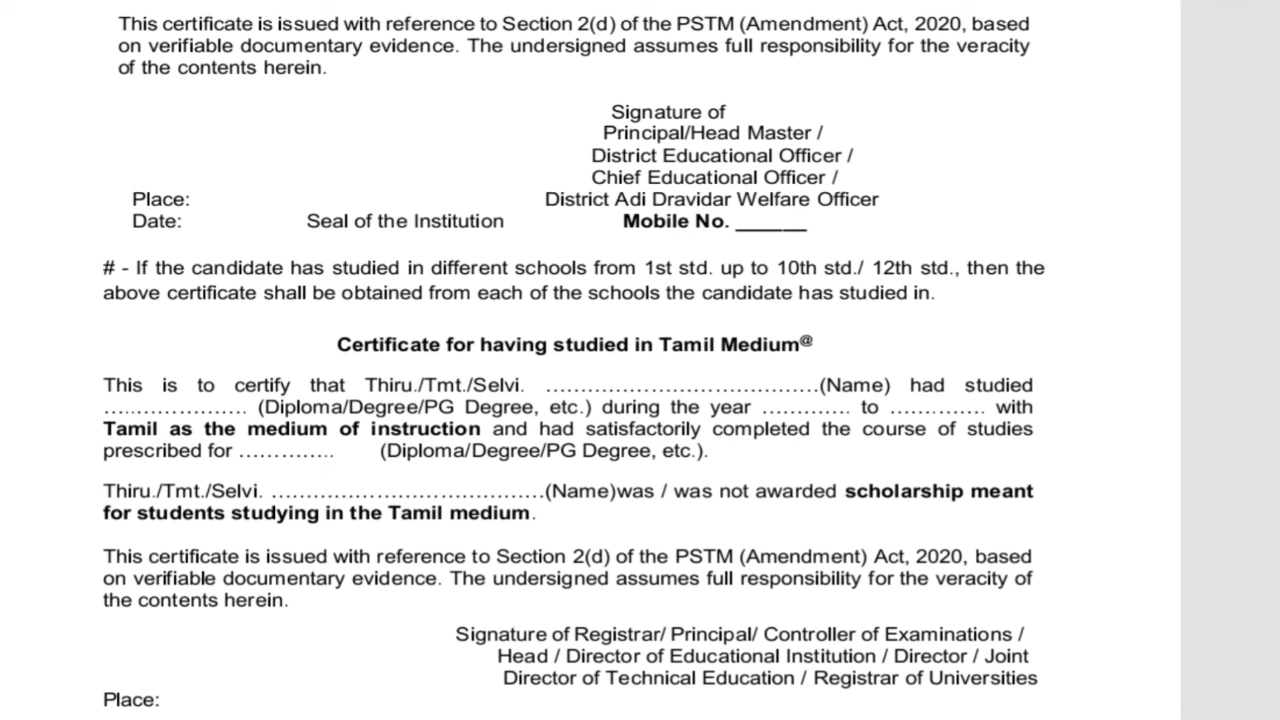 This certificate is issued with reference to Section 2(d) of the PSTM (Amendment) Act, 2020, based
on verifiable documentary evidence. The undersigned assumes full responsibility for the veracity
of the contents herein.
Signature of
Principal/Head Master /
District Educational Officer /
Chief Educational Officer /
Place: District Adi Dravidar Welfare Officer
Date: Seal of the Institution Mobile No. ______
# - If the candidate has studied in different schools from 1st std. up to 10th std./ 12th std., then the
above certificate shall be obtained from each of the schools the candidate has studied in.
Certificate for having studied in Tamil Medium@
This is to certify that Thiru./Tmt./Selvi. ………………………………….(Name) had studied
………………… (Diploma/Degree/PG Degree, etc.) during the year …………. to ………….. with
Tamil as the medium of instruction and had satisfactorily completed the course of studies
prescribed for ………….. (Diploma/Degree/PG Degree, etc.).
Thiru./Tmt./Selvi. ………………………………….(Name)was / was not awarded scholarship meant
for students studying in the Tamil medium.
This certificate is issued with reference to Section 2(d) of the PSTM (Amendment) Act, 2020, based
on verifiable documentary evidence. The undersigned assumes full responsibility for the veracity of
the contents herein.
Signature of Registrar/ Principal/ Controller of Examinations /
Head / Director of Educational Institution / Director / Joint
Director of Technical Education / Registrar of Universities
Place: